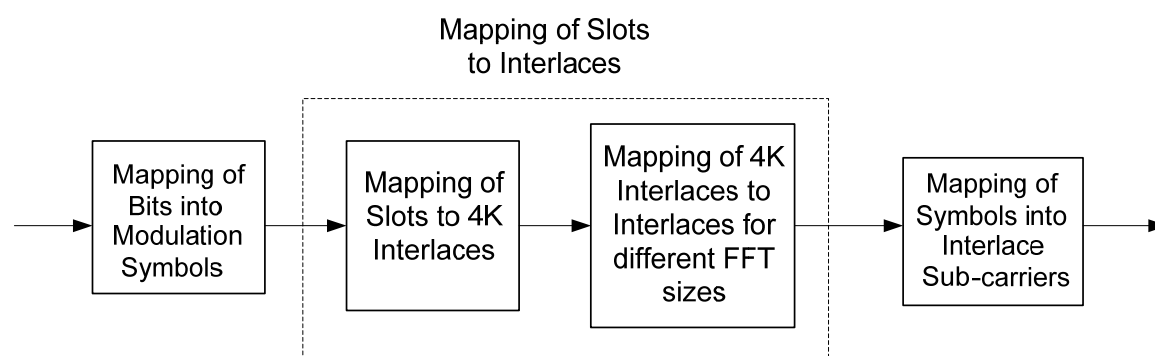 Mapping of Slots
to Interlaces
Mapping of
Bits into
Modulation
Symbols
Mapping of
Slots to 4K
Interlaces
Mapping of 4K
Interlaces to
Interlaces for
different FFT
sizes
Mapping of
Symbols into
Interlace
Sub-carriers